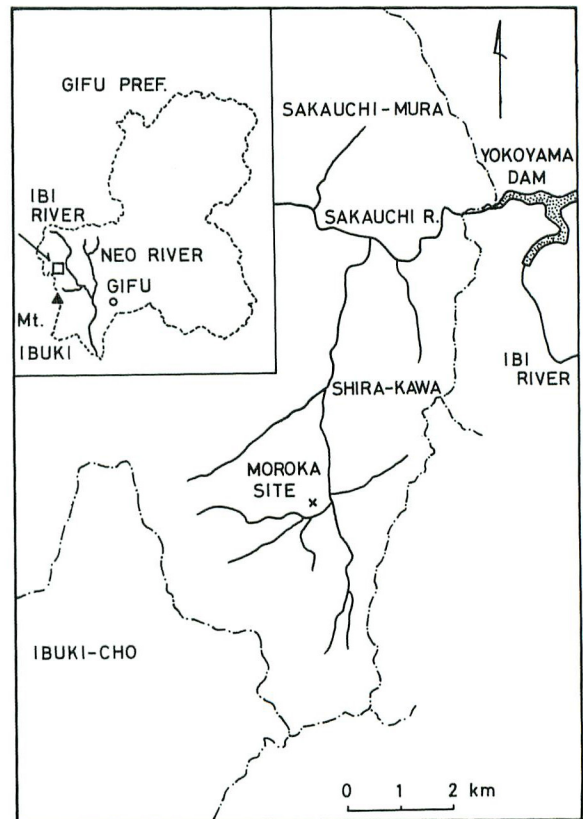 GIFU PREF.
IBI
RIVER
NEO RIVER
GIFU
Mt.
IBUKI
SAKAUCHI-MURA
YOKOYAMA
DAM
SAKAUCHI R.
IBI
RIVER
SHIRA-KAWA
MOROKA
SITE
×
IBUKI-CHO
0 1 2 km